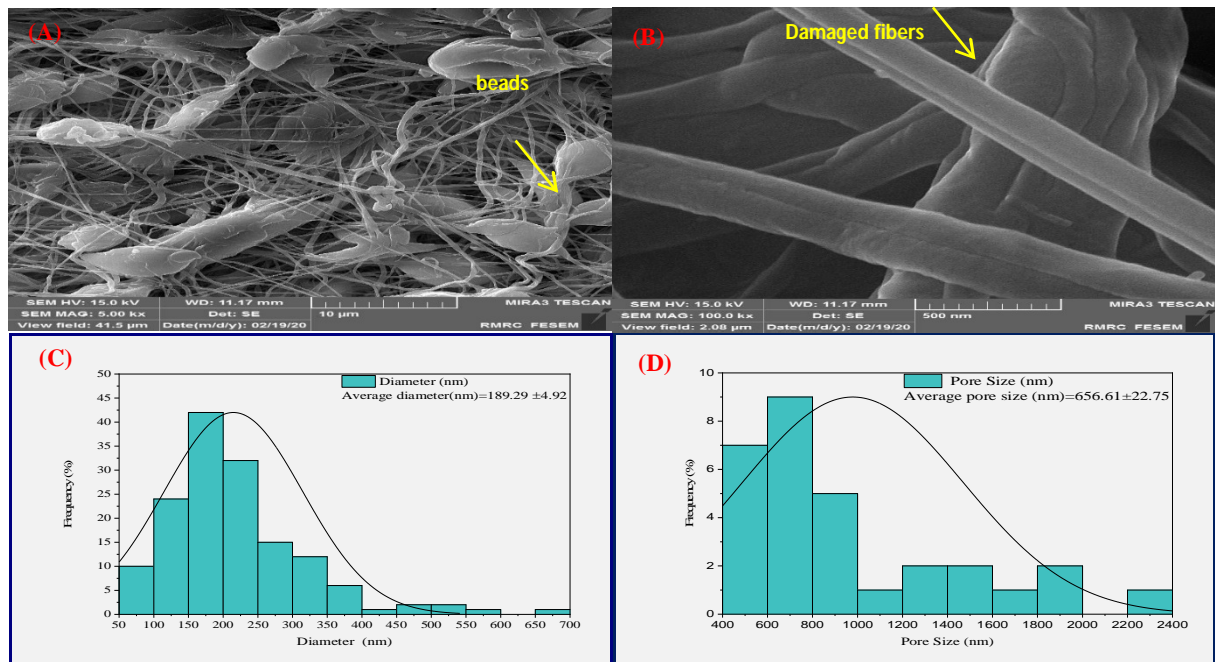 (A)
beads
SEM HV: 15.0 kV WD: 11.17 mm MIRA3 TESCAN
SEM MAG: 5.00 kx Det: SE 10 µm
View field: 41.5 µm Date(m/d/y): 02/19/20 RMRC FESEM
(B)
Damaged fibers
SEM HV: 15.0 kV WD: 11.17 mm MIRA3 TESCAN
SEM MAG: 100.0 kx Det: SE 500 nm
View field: 2.08 µm Date(m/d/y): 02/19/20 RMRC FESEM
(C)
Diameter (nm)
Average diameter(nm)=189.29 ±4.92
Frequency (%)
50
45
40
35
30
25
20
15
10
5
0
50 100 150 200 250 300 350 400 450 500 550 600 650 700
Diameter (nm)
(D)
Pore Size (nm)
Average pore size (nm)=656.61±22.75
Frequency (%)
10
8
6
4
2
0
400 600 800 1000 1200 1400 1600 1800 2000 2200 2400
Pore Size (nm)